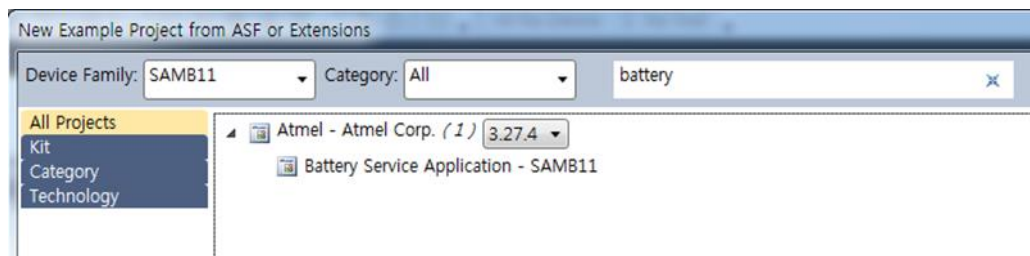 New Example Project from ASF or Extensions
Device Family: SAMB11 Category: All battery
All Projects
Kit
Category
Technology
Atmel - Atmel Corp. (1) 3.27.4
Battery Service Application - SAMB11